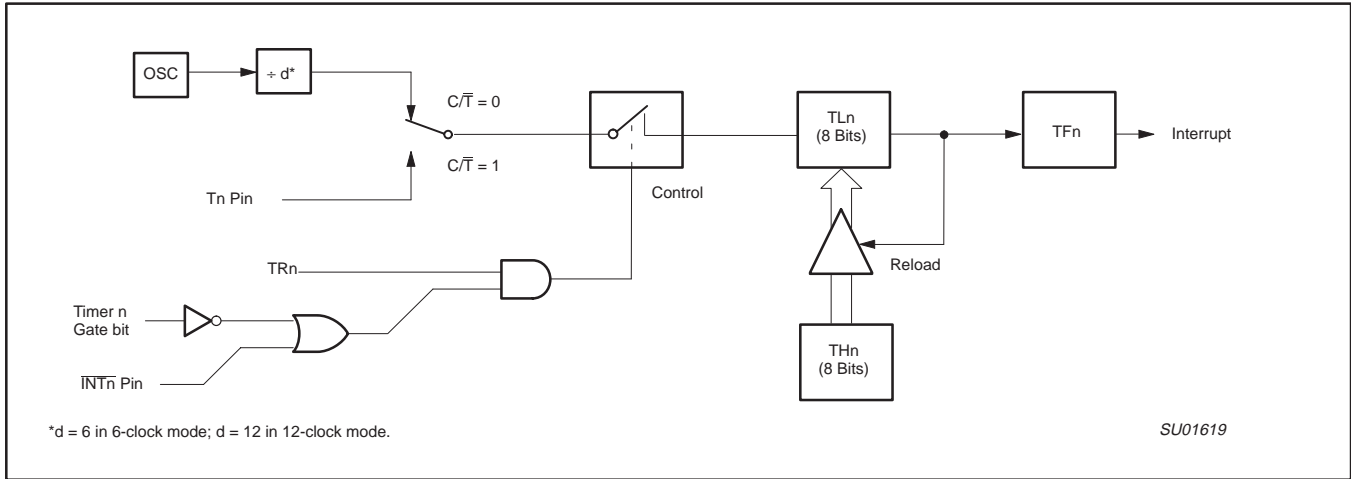 OSC
÷ d*
C/T̅ = 0
C/T̅ = 1
Tn Pin
Control
TLn
(8 Bits)
TFn
Interrupt
Reload
TRn
Timer n
Gate bit
I̅N̅T̅n̅ Pin
THn
(8 Bits)
*d = 6 in 6-clock mode; d = 12 in 12-clock mode.
SU01619